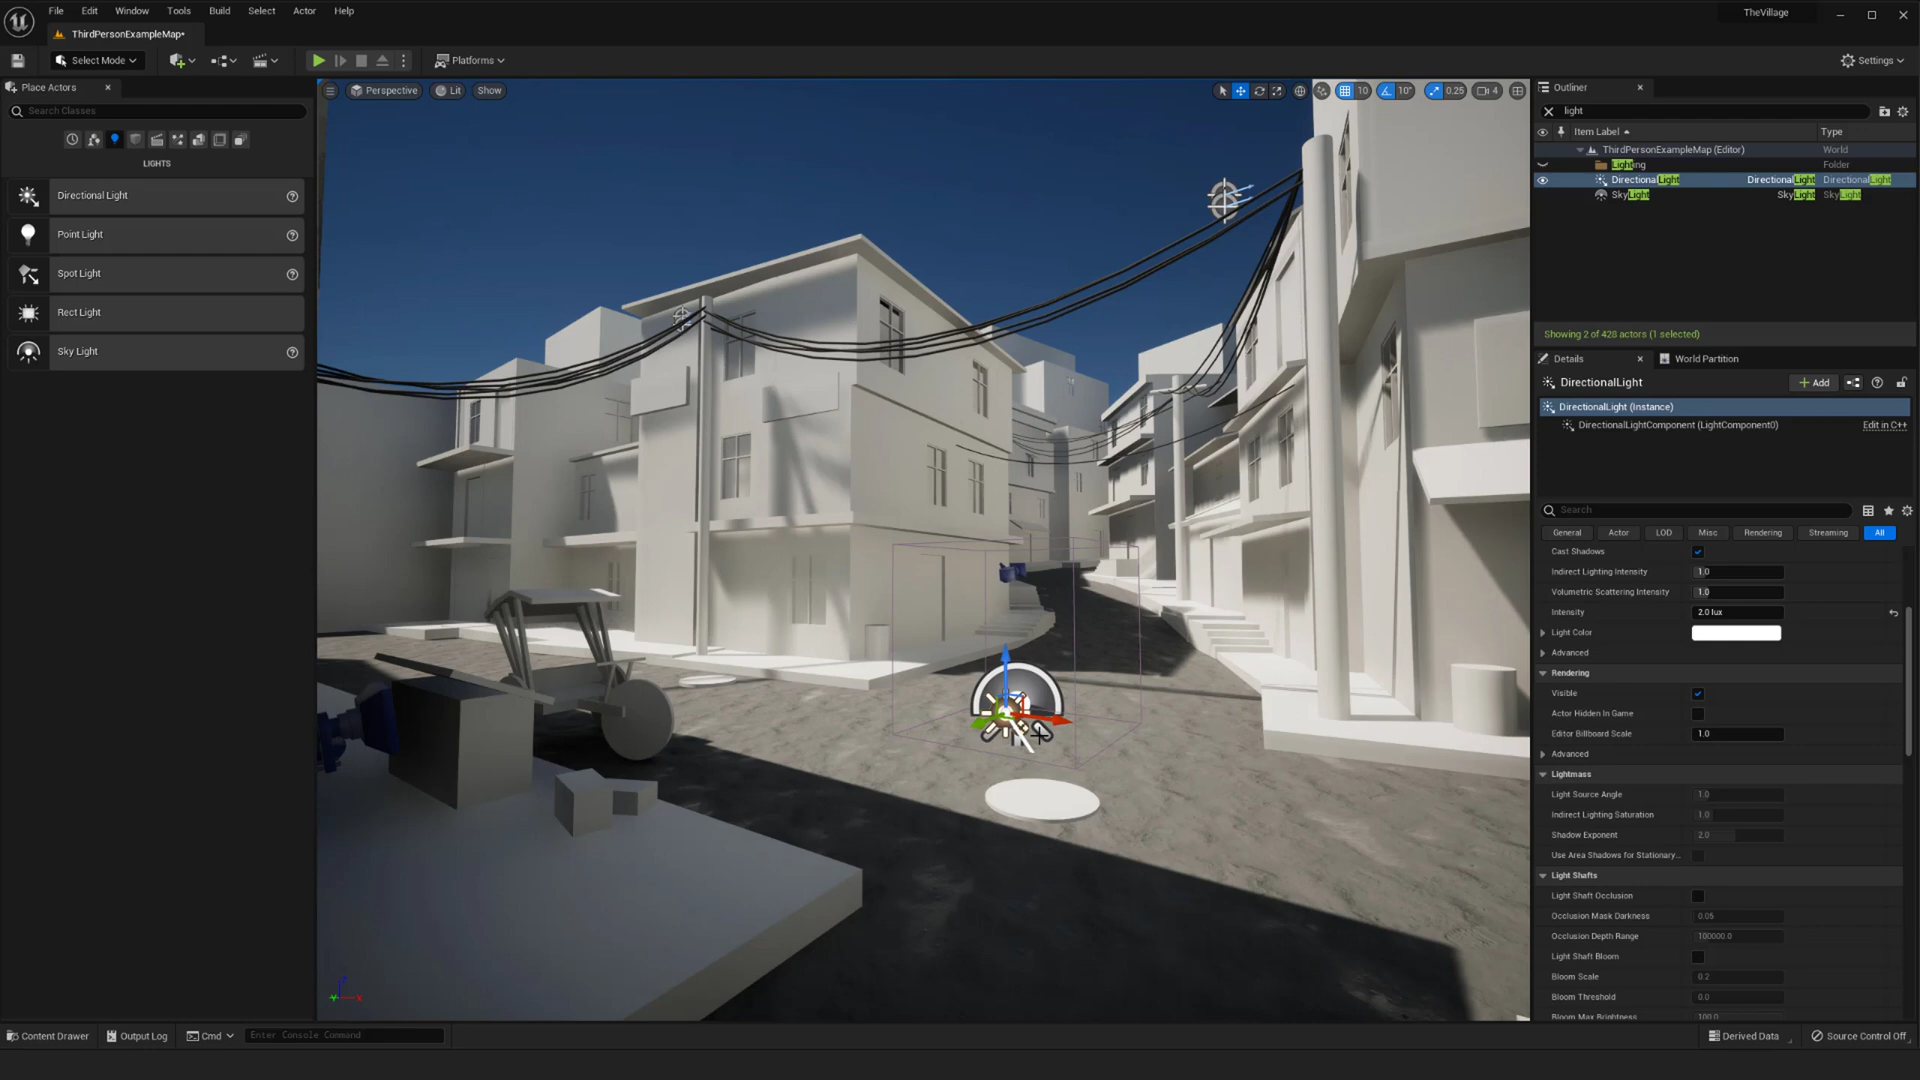 File Edit Window Tools Build Select Actor Help
TheVillage
ThirdPersonExampleMap*
Select Mode
Platforms
Settings
Place Actors
Search Classes
LIGHTS
Directional Light
Point Light
Spot Light
Rect Light
Sky Light
Perspective Lit Show
10 10° 0.25 4
Outliner
light
Item Label Type
ThirdPersonExampleMap (Editor) World
Lighting Folder
DirectionalLight DirectionalLight DirectionalLight
SkyLight SkyLight SkyLight
Showing 2 of 428 actors (1 selected)
Details World Partition
DirectionalLight Add
DirectionalLight (Instance)
DirectionalLightComponent (LightComponent0) Edit in C++
Search
General Actor LOD Misc Rendering Streaming All
Cast Shadows
Indirect Lighting Intensity 1.0
Volumetric Scattering Intensity 1.0
Intensity 2.0 lux
Light Color
Advanced
Rendering
Visible
Actor Hidden In Game
Editor Billboard Scale 1.0
Advanced
Lightmass
Light Source Angle 1.0
Indirect Lighting Saturation 1.0
Shadow Exponent 2.0
Use Area Shadows for Stationary...
Light Shafts
Light Shaft Occlusion
Occlusion Mask Darkness 0.05
Occlusion Depth Range 100000.0
Light Shaft Bloom
Bloom Scale 0.2
Bloom Threshold 0.0
Bloom Max Brightness 100.0
Content Drawer Output Log Cmd Enter Console Command
Derived Data Source Control Off